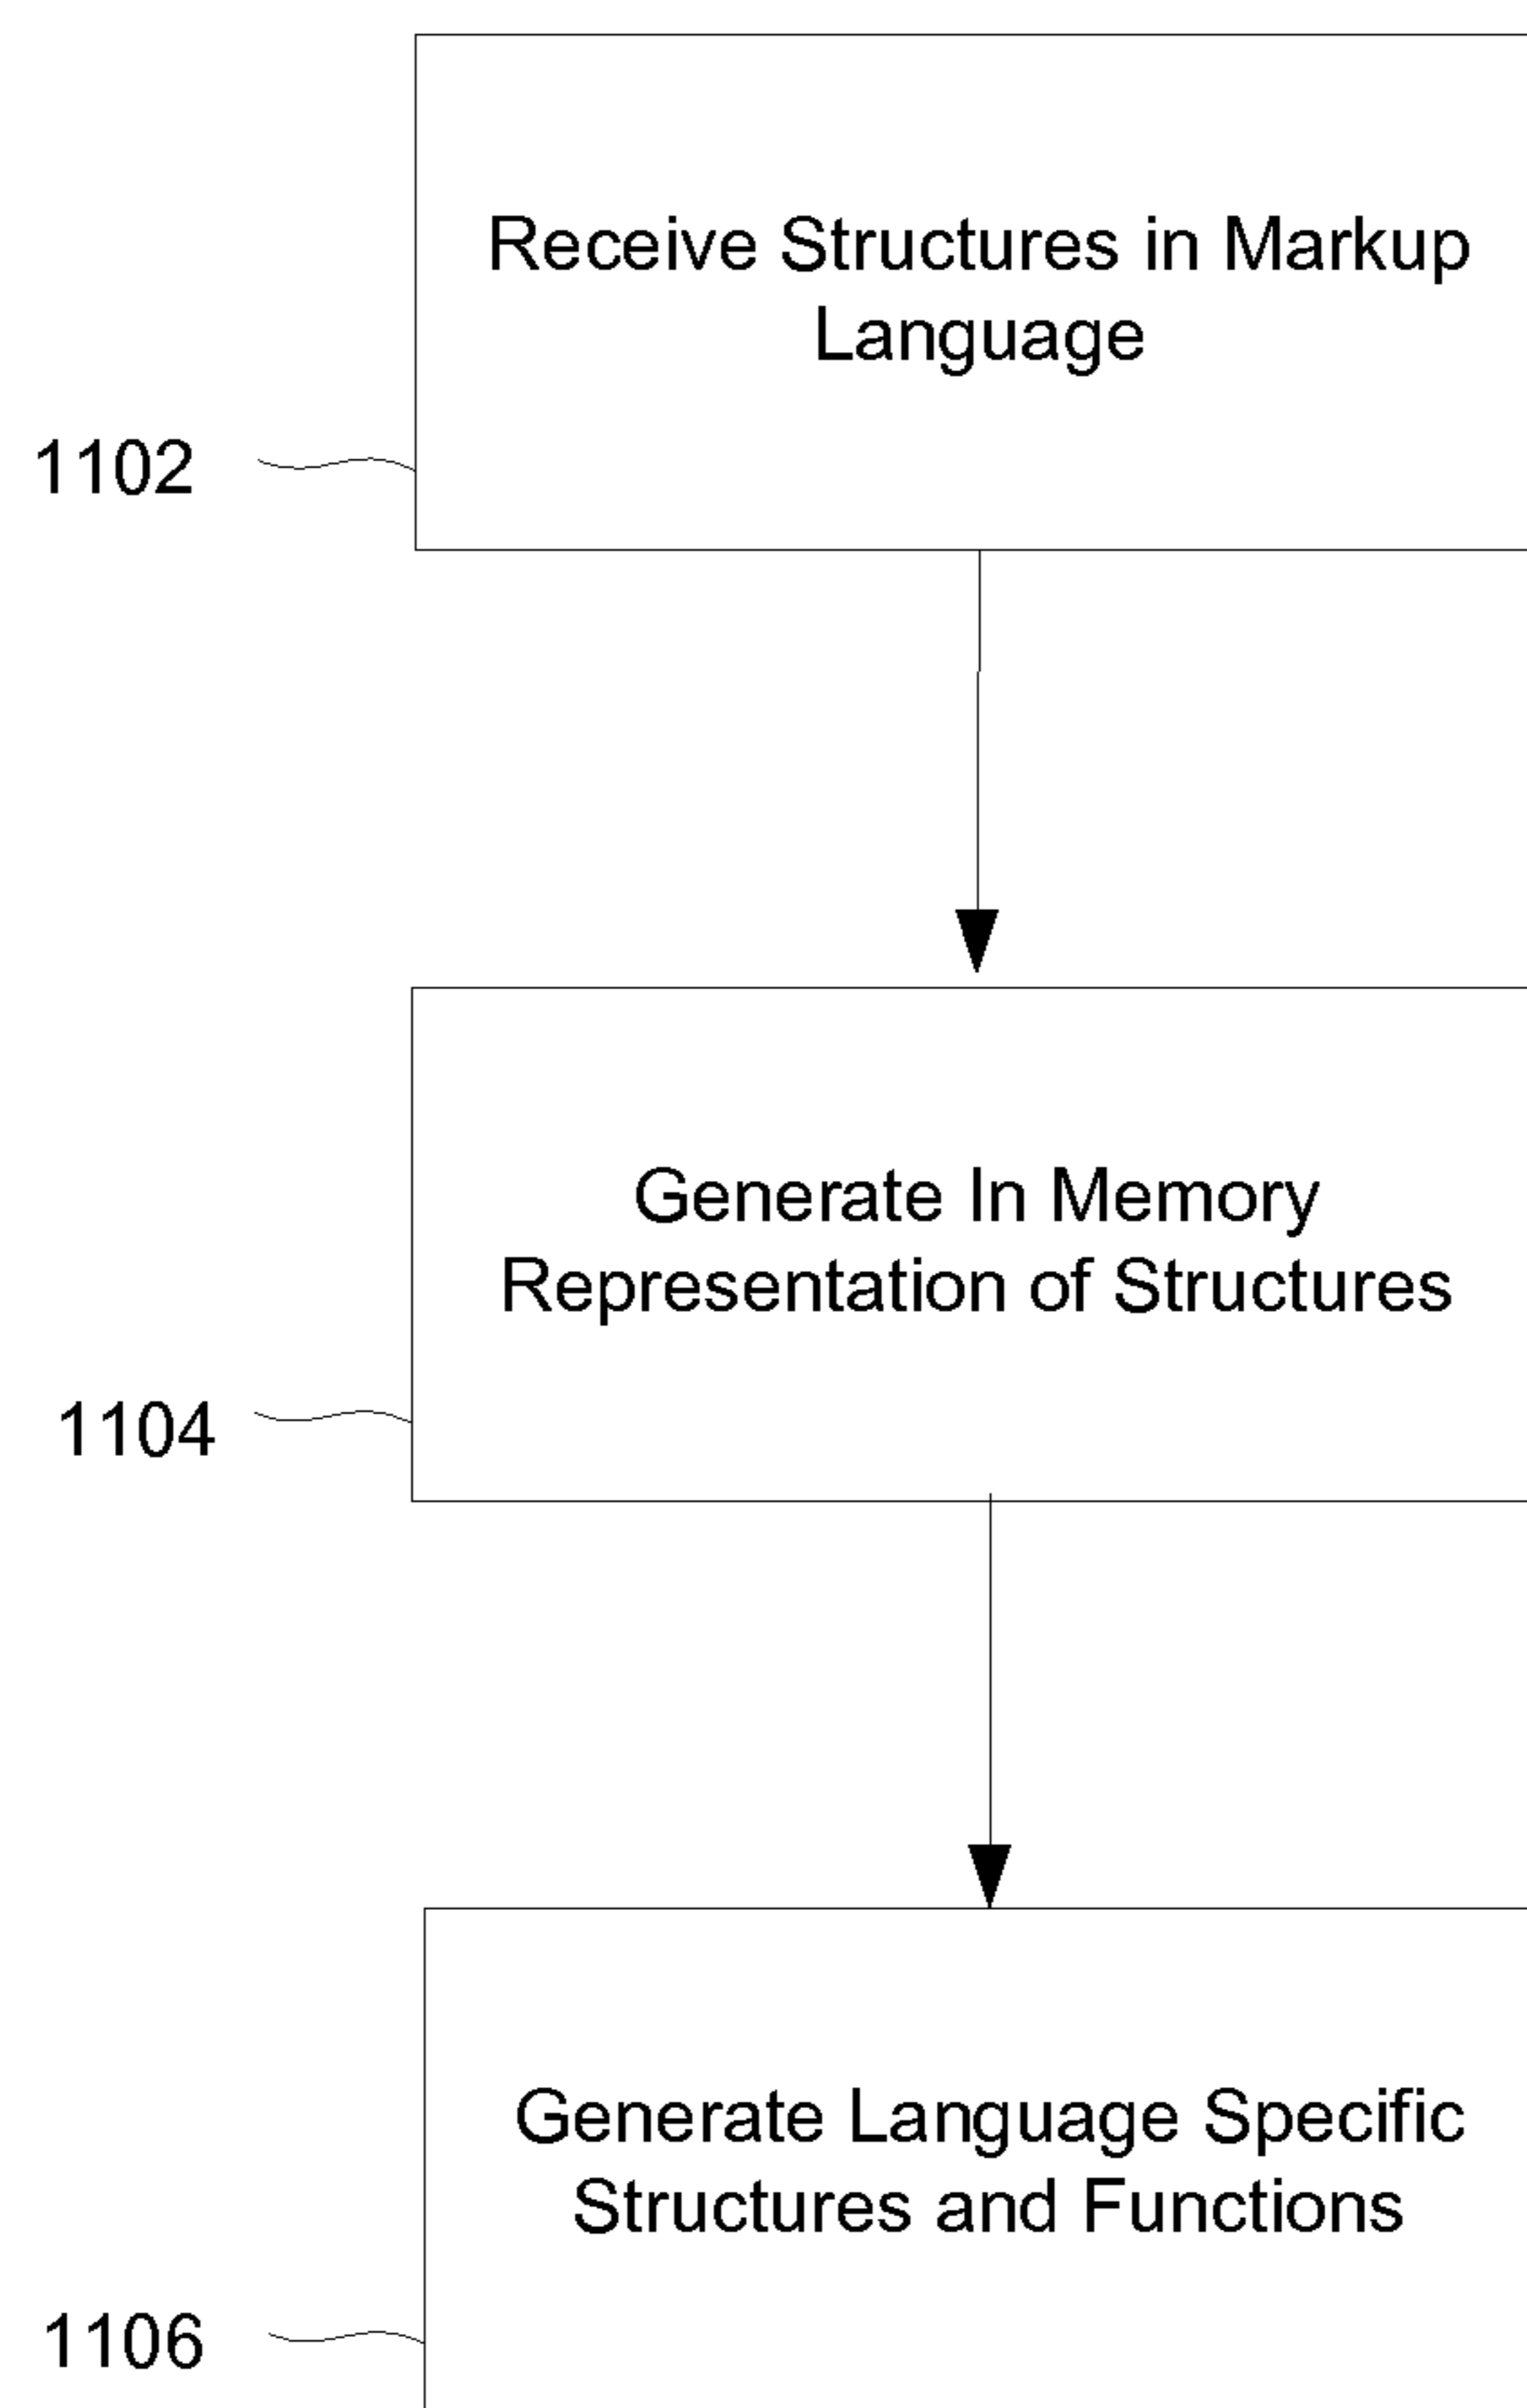 Receive Structures in Markup
Language
1102
Generate In Memory
Representation of Structures
1104
Generate Language Specific
Structures and Functions
1106